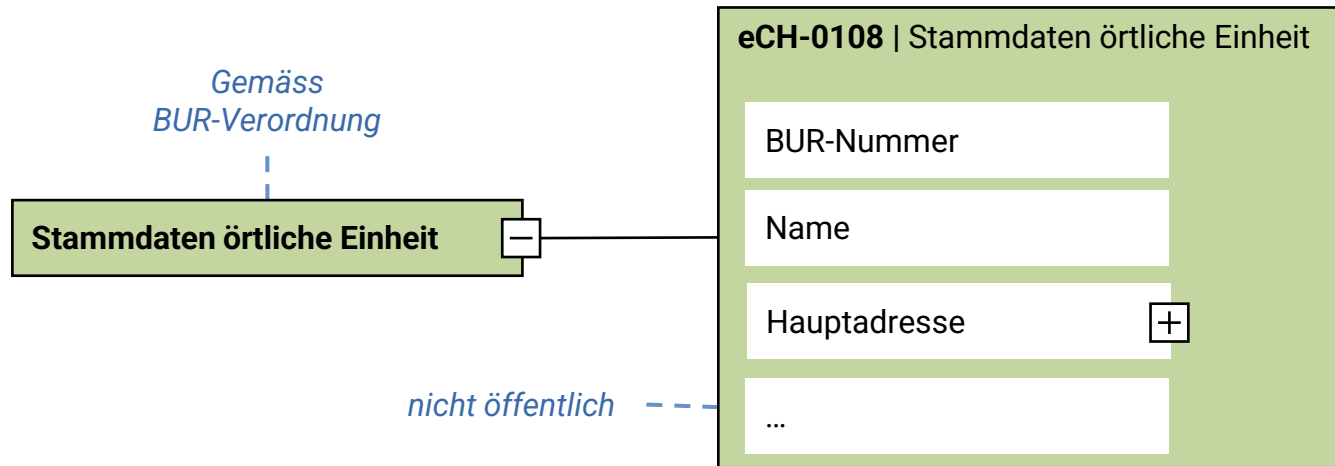 eCH-0108 | Stammdaten örtliche Einheit
Gemäss
BUR-Verordnung
BUR-Nummer
Stammdaten örtliche Einheit
Name
Hauptadresse
nicht öffentlich
...